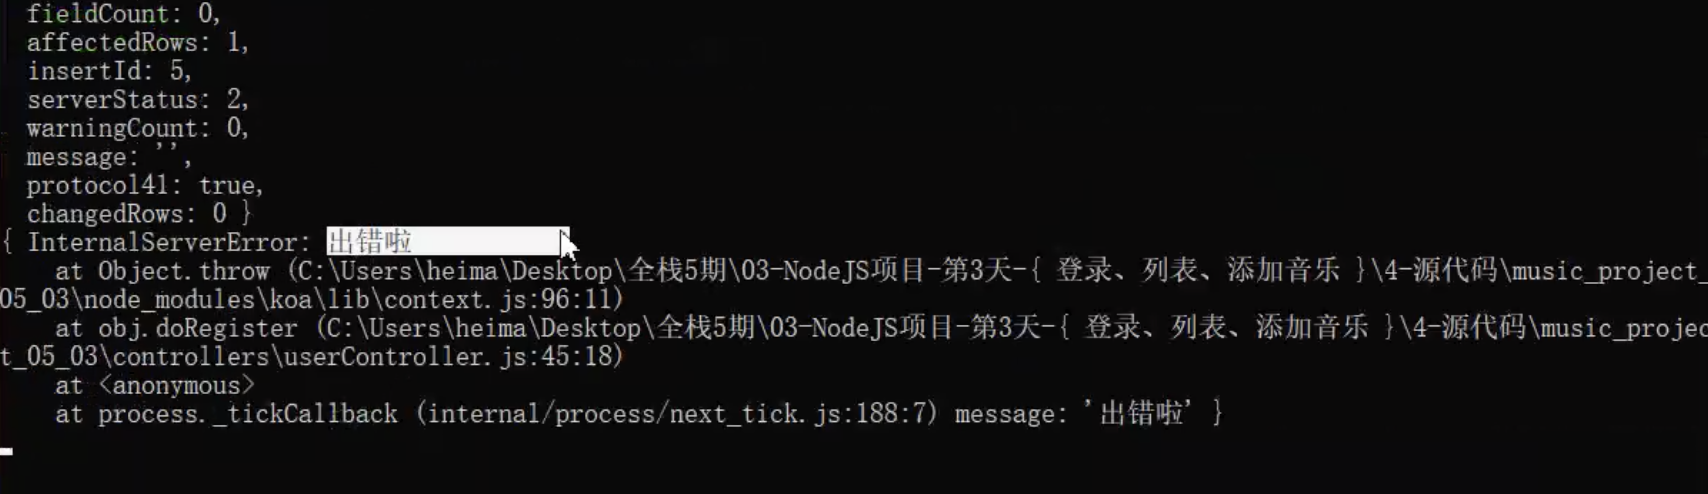 fieldCount: 0,
affectedRows: 1,
insertId: 5,
serverStatus: 2,
warningCount: 0,
message: '',
protocol41: true,
changedRows: 0 }
{ InternalServerError: 出错啦
at Object.throw (C:\Users\heima\Desktop\全栈5期\03-NodeJS项目-第3天-{ 登录、列表、添加音乐 }\4-源代码\music_project_
05_03\node_modules\koa\lib\context.js:96:11)
at obj.doRegister (C:\Users\heima\Desktop\全栈5期\03-NodeJS项目-第3天-{ 登录、列表、添加音乐 }\4-源代码\music_projec
t_05_03\controllers\userController.js:45:18)
at <anonymous>
at process._tickCallback (internal/process/next_tick.js:188:7) message: '出错啦' }